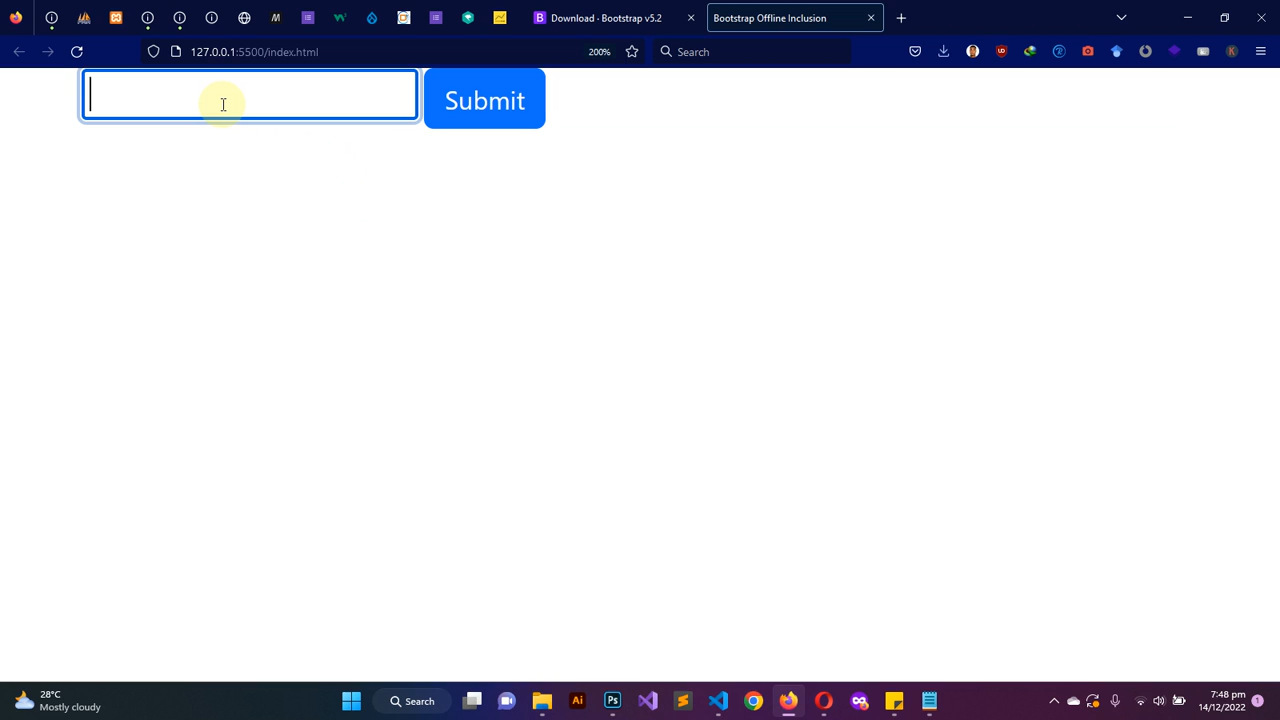 Download - Bootstrap v5.2
Bootstrap Offline Inclusion
127.0.0.1:5500/index.html
200%
Search
Submit
28°C
Mostly cloudy
Search
7:48 pm
14/12/2022